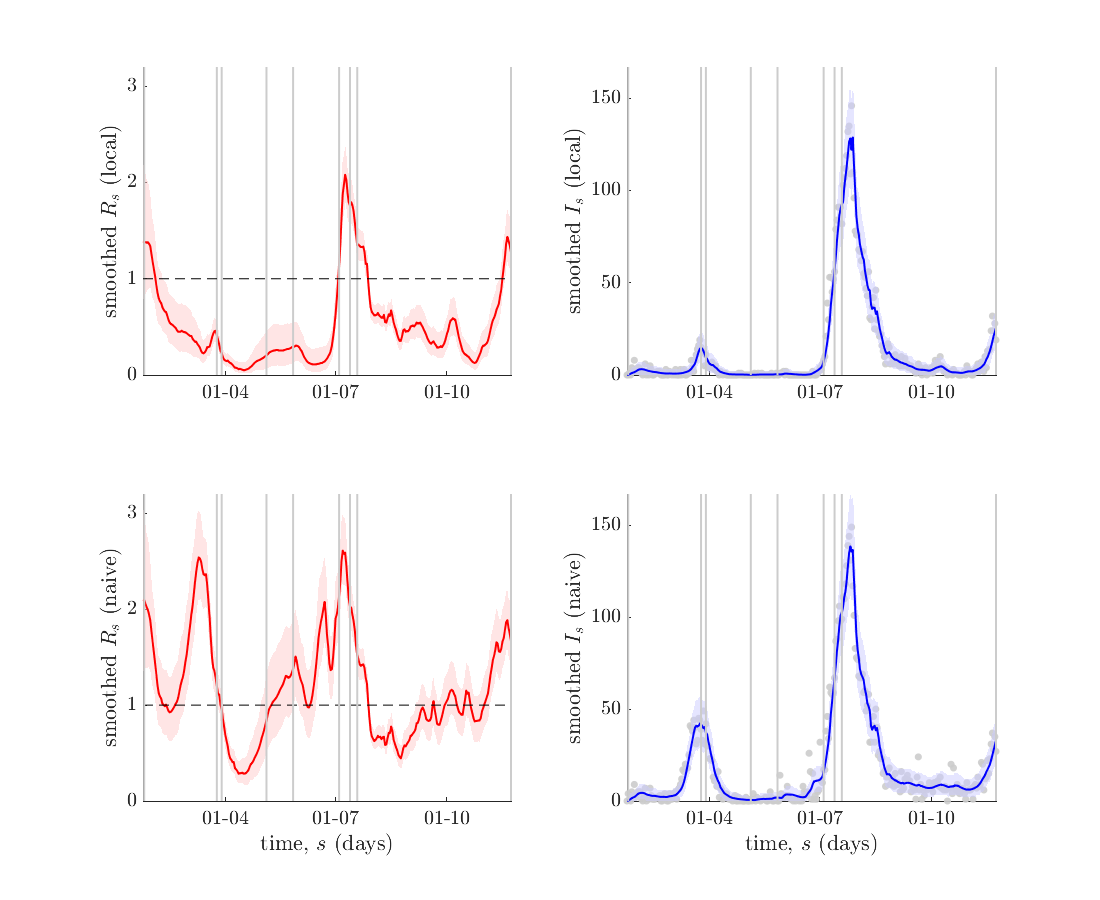 smoothed R_s (local)
3
2
1
0
01-04 01-07 01-10
smoothed I_s (local)
150
100
50
0
01-04 01-07 01-10
smoothed R_s (naive)
3
2
1
0
01-04 01-07 01-10
time, s (days)
smoothed I_s (naive)
150
100
50
0
01-04 01-07 01-10
time, s (days)